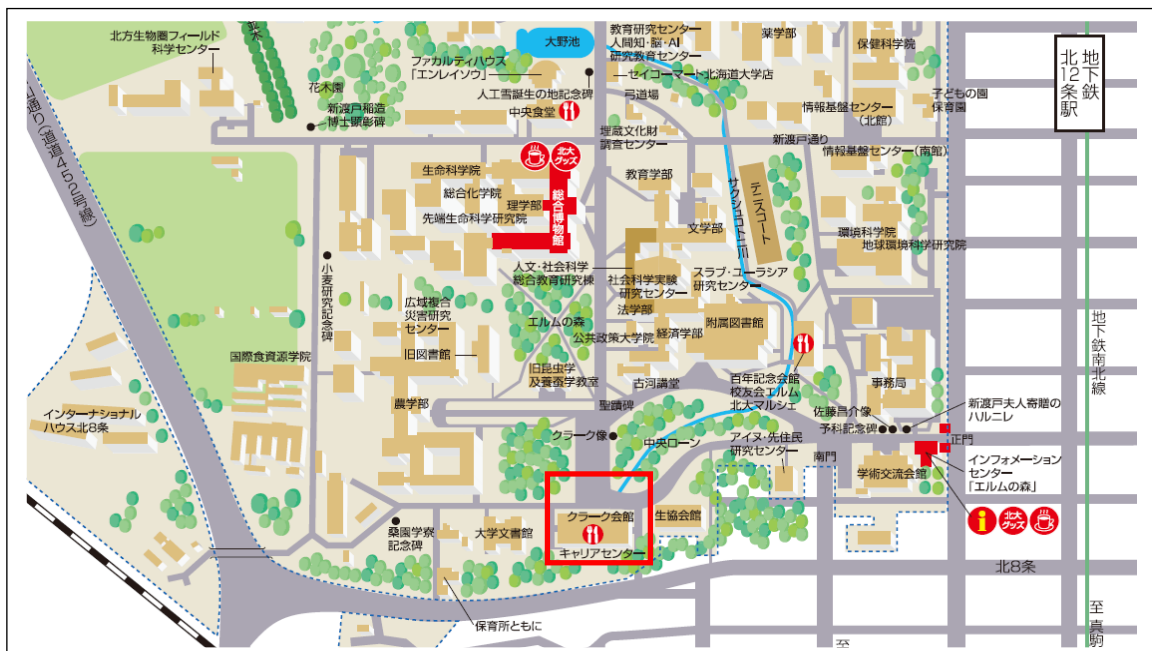 北方生物圏フィールド
科学センター
大野池
ファカルティハウス
「エンレイソウ」
教育研究センター
人間知・脳・AI
研究教育センター
薬学部
保健科学院
地下鉄
北12条駅
花木園
人工雪誕生の地記念碑
セイコーマート北海道大学店
弓道場
子どもの園
保育園
新渡戸稲造
博士顕彰碑
中央食堂
情報基盤センター
(北館)
埋蔵文化財
調査センター
新渡戸通り
情報基盤センター(南館)
山通り(道道452号線)
北大
グッズ
生命科学院
総合化学院
理学部
先端生命科学研究院
総合博物館
教育学部
文学部
サクシュコトニ川
テニスコート
環境科学院
地球環境科学研究院
小麦研究記念碑
人文・社会科学
総合教育研究棟
社会科学実験
研究センター
スラブ・ユーラシア
研究センター
広域複合
災害研究
センター
エルムの森
法学部
公共政策大学院
経済学部
附属図書館
地下鉄南北線
旧図書館
国際食資源学院
旧昆虫学
及養蚕学教室
古河講堂
百年記念会館
校友会エルム
北大マルシェ
事務局
農学部
聖蹟碑
インターナショナル
ハウス北8条
佐藤昌介像
予科記念碑
新渡戸夫人寄贈の
ハルニレ
クラーク像
中央ローン
アイヌ・先住民
研究センター
南門
正門
学術交流会館
インフォメーション
センター
「エルムの森」
i
北大
グッズ
桑園学寮
記念碑
大学文書館
クラーク会館
キャリアセンター
生協会館
北8条
保育所ともに
至
至真駒